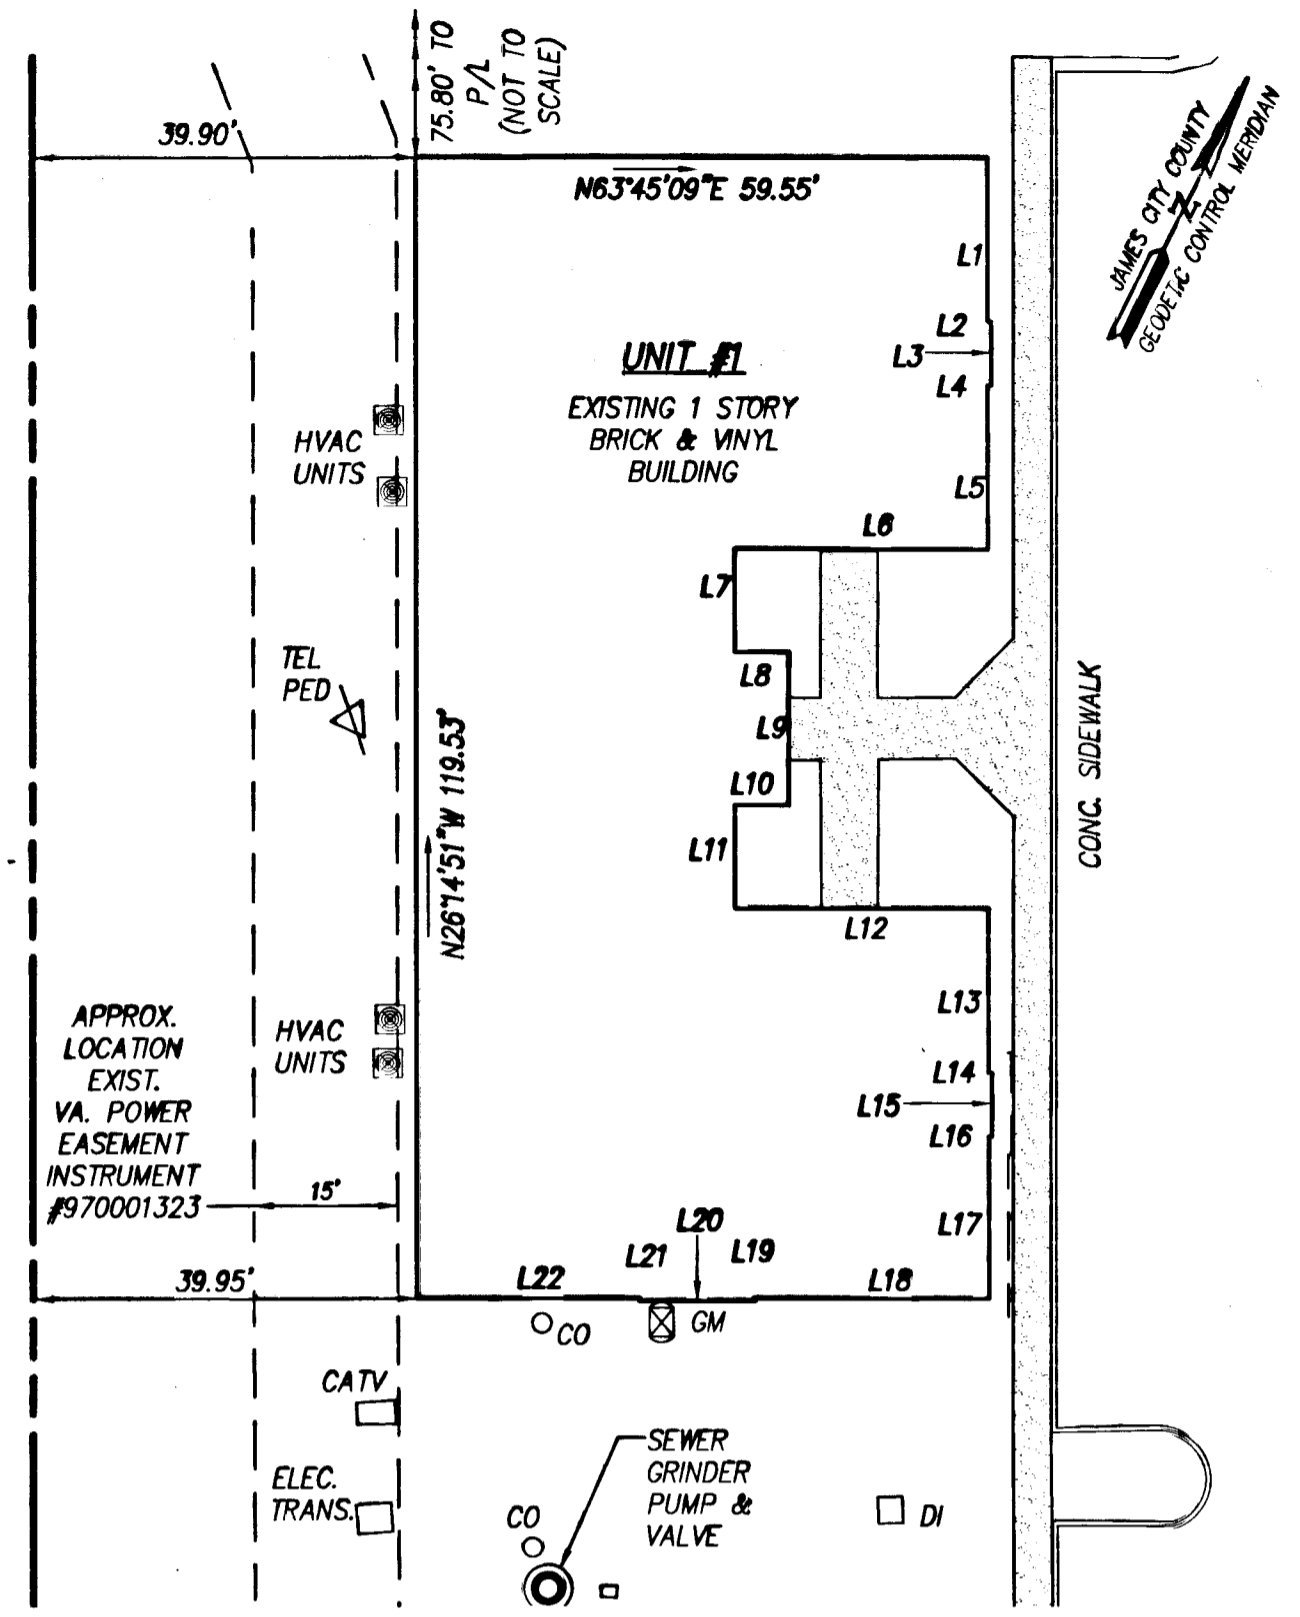 75.80' TO
P/L
(NOT TO
SCALE)
39.90'
N63°45'09"E 59.55'
JAMES CITY COUNTY
GEODETIC CONTROL MERIDIAN
N
L1
L2
L3
L4
UNIT #1
EXISTING 1 STORY
BRICK & VINYL
BUILDING
HVAC
UNITS
L5
L6
L7
TEL
PED
L8
L9
L10
L11
L12
CONC. SIDEWALK
N26°14'51"W 119.53'
L13
L14
L15
L16
L17
APPROX.
LOCATION
EXIST.
VA. POWER
EASEMENT
INSTRUMENT
#970001323
HVAC
UNITS
15'
L20
L21
L19
39.95'
L22
L18
CO
GM
CATV
ELEC.
TRANS.
CO
SEWER
GRINDER
PUMP &
VALVE
DI